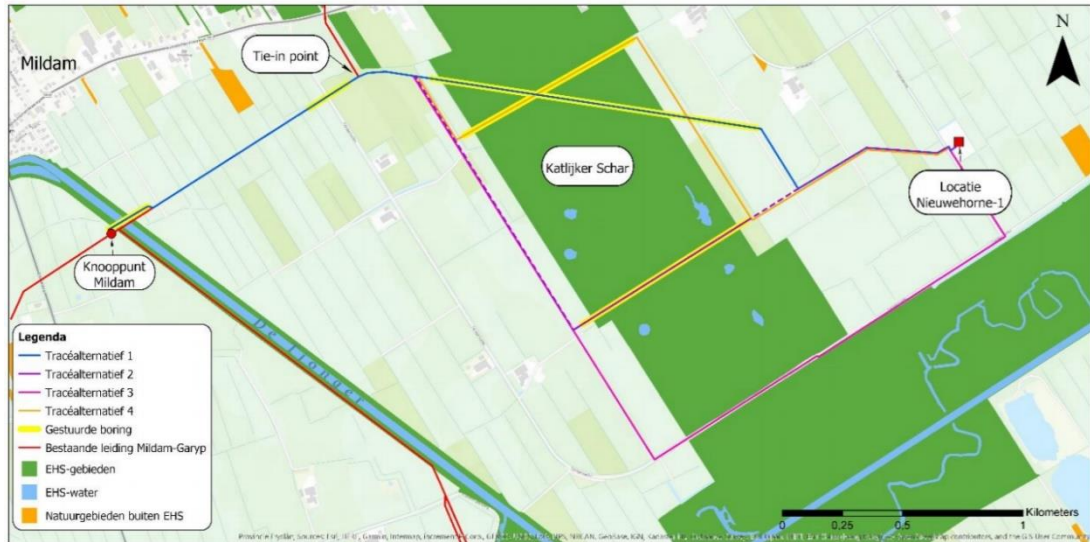 Mildam
Tie-in point
N
Katlijker Schar
Locatie
Nieuwehorne-1
Knooppunt
Mildam
Legenda
Tracéalternatief 1
Tracéalternatief 2
Tracéalternatief 3
Tracéalternatief 4
Gestuurde boring
Bestaande leiding Mildam-Garyp
EHS-gebieden
EHS-water
Natuurgebieden buiten EHS
De Tjonger
Kilometers
0 0,25 0,5 1